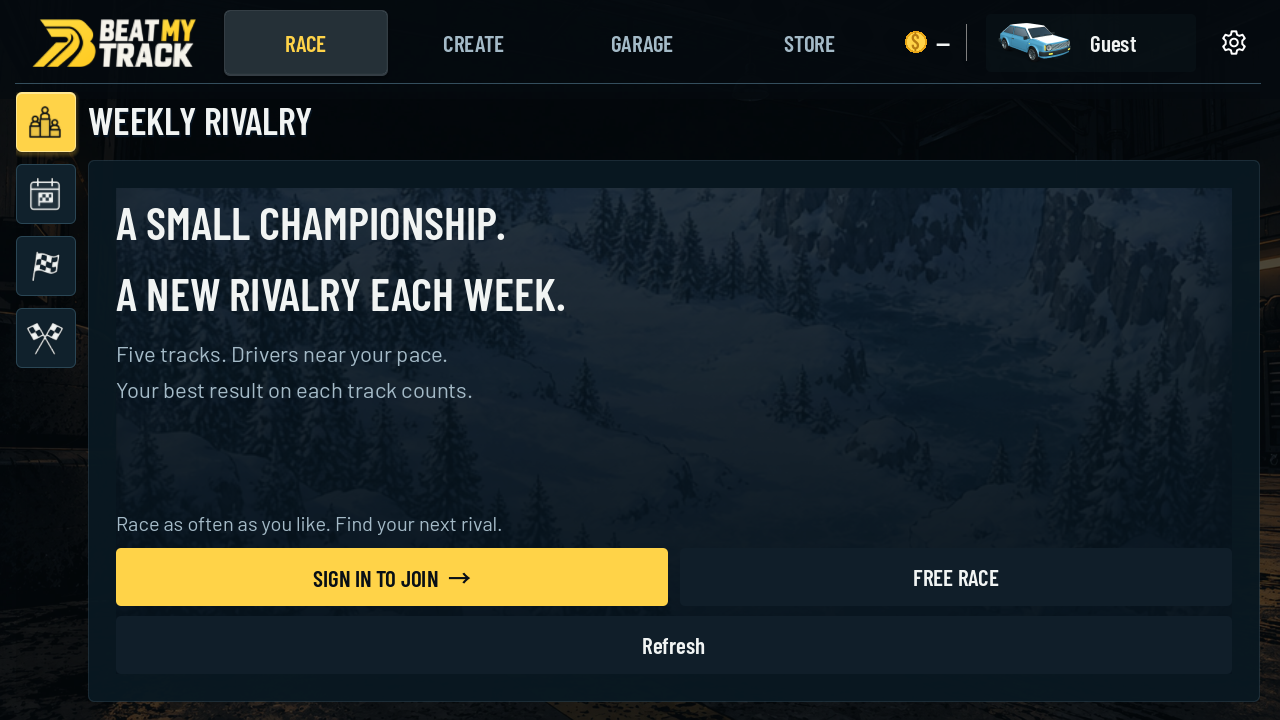 BEATMY
TRACK
RACE
CREATE
GARAGE
STORE
–
Guest
WEEKLY RIVALRY
A SMALL CHAMPIONSHIP.
A NEW RIVALRY EACH WEEK.
Five tracks. Drivers near your pace.
Your best result on each track counts.
Race as often as you like. Find your next rival.
SIGN IN TO JOIN →
FREE RACE
Refresh